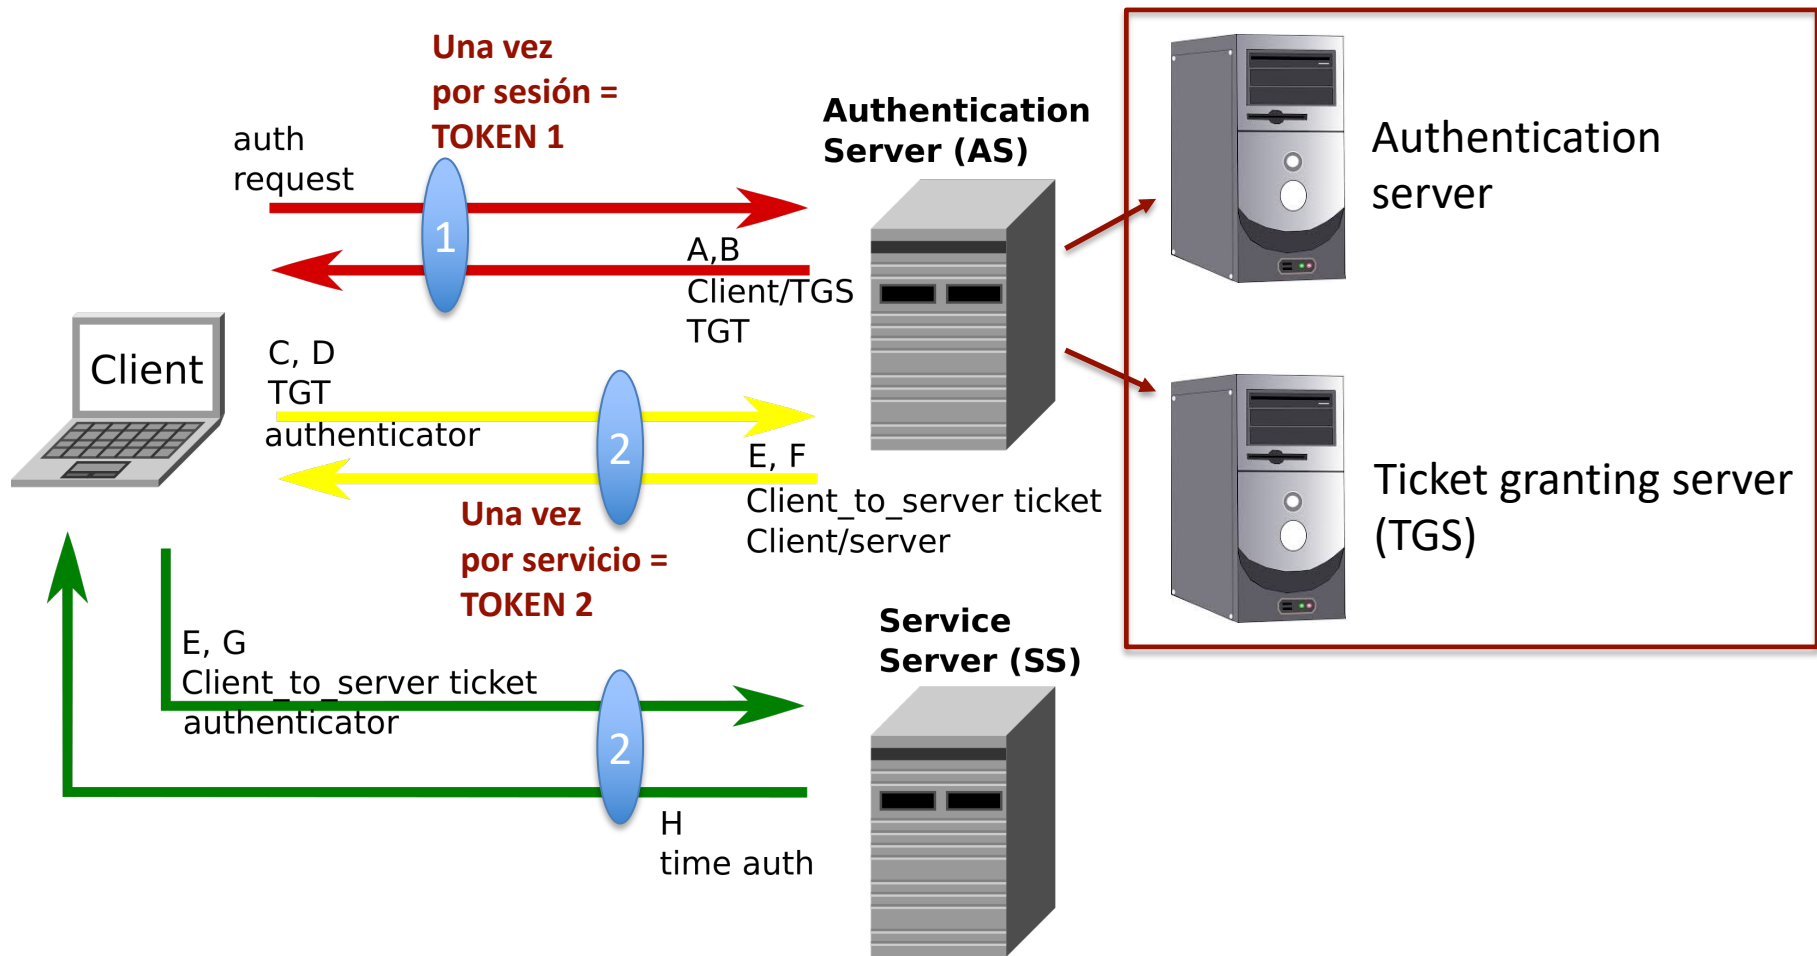 Una vez
por sesión =
TOKEN 1
auth
request
1
Authentication
Server (AS)
Authentication
server
A,B
Client/TGS
TGT
Client
C, D
TGT
authenticator
2
E, F
Client_to_server ticket
Client/server
Ticket granting server
(TGS)
Una vez
por servicio =
TOKEN 2
Service
Server (SS)
E, G
Client_to_server ticket
authenticator
2
H
time auth